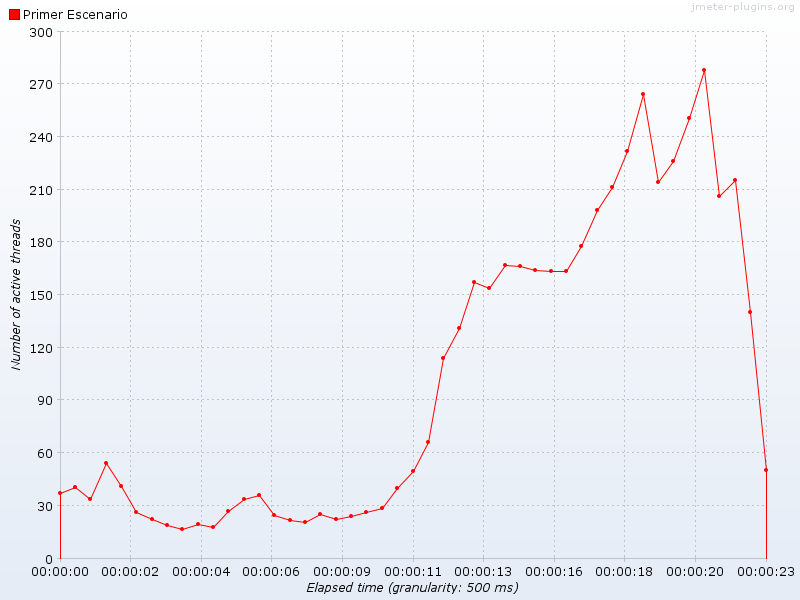 jmeter-plugins.org
Primer Escenario
300
270
240
210
180
150
120
90
60
30
0
Number of active threads
00:00:00 00:00:02 00:00:04 00:00:06 00:00:09 00:00:11 00:00:13 00:00:16 00:00:18 00:00:20 00:00:23
Elapsed time (granularity: 500 ms)